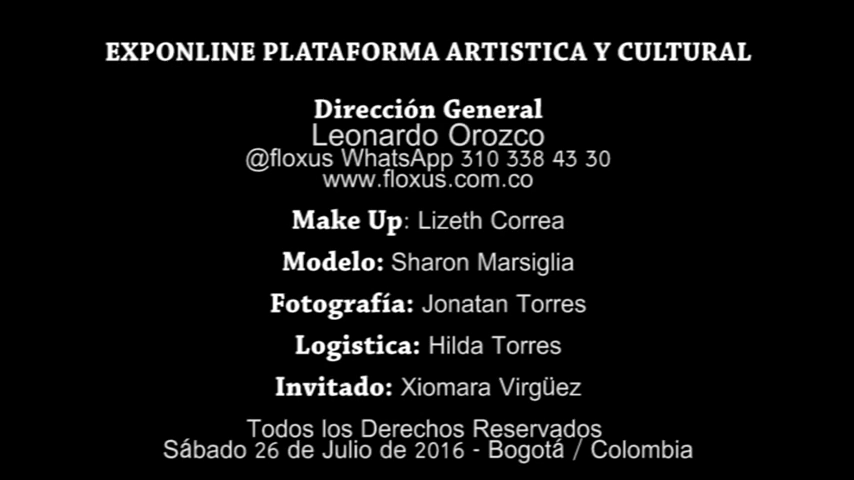 EXPONLINE PLATAFORMA ARTISTICA Y CULTURAL
Dirección General
Leonardo Orozco
@floxus WhatsApp 310 338 43 30
www.floxus.com.co
Make Up: Lizeth Correa
Modelo: Sharon Marsiglia
Fotografía: Jonatan Torres
Logistica: Hilda Torres
Invitado: Xiomara Virgüez
Todos los Derechos Reservados
Sábado 26 de Julio de 2016 - Bogotá / Colombia